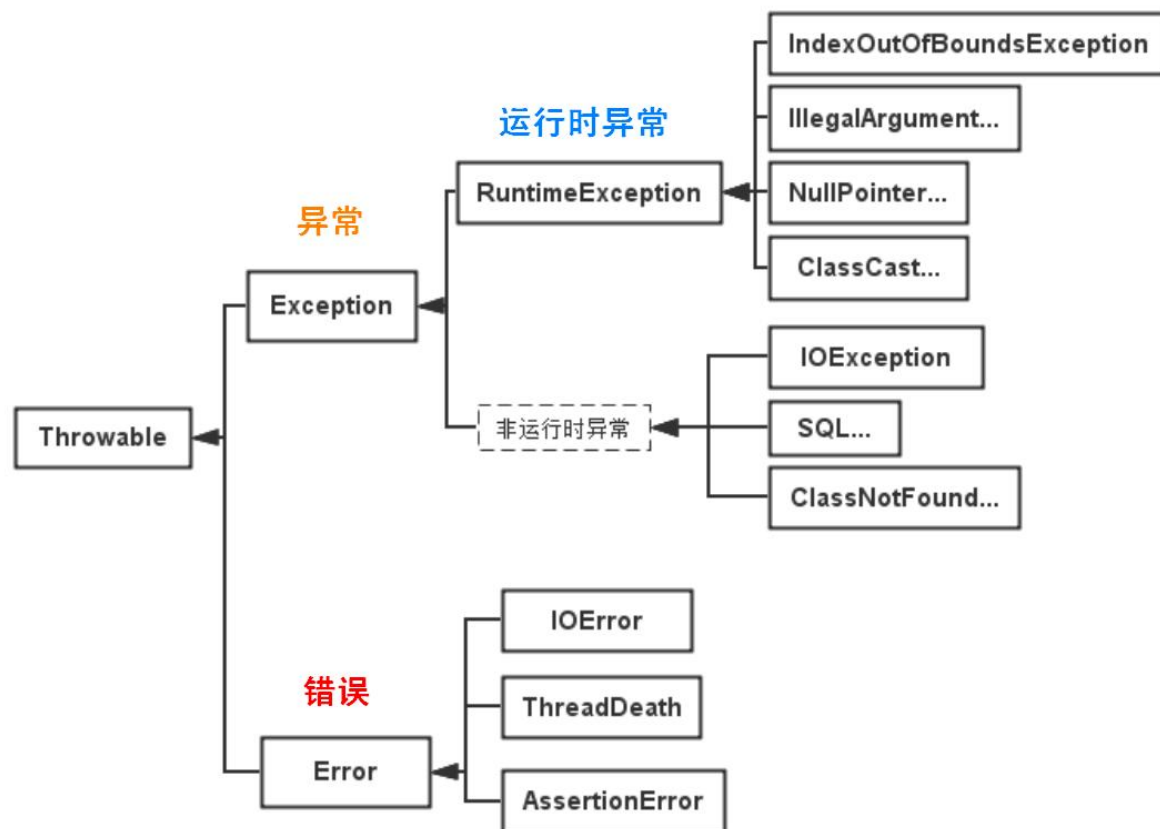 IndexOutOfBoundsException
IllegalArgument...
运行时异常
RuntimeException
NullPointer...
异常
ClassCast...
Exception
IOException
Throwable
非运行时异常
SQL...
ClassNotFound...
IOError
错误
ThreadDeath
Error
AssertionError